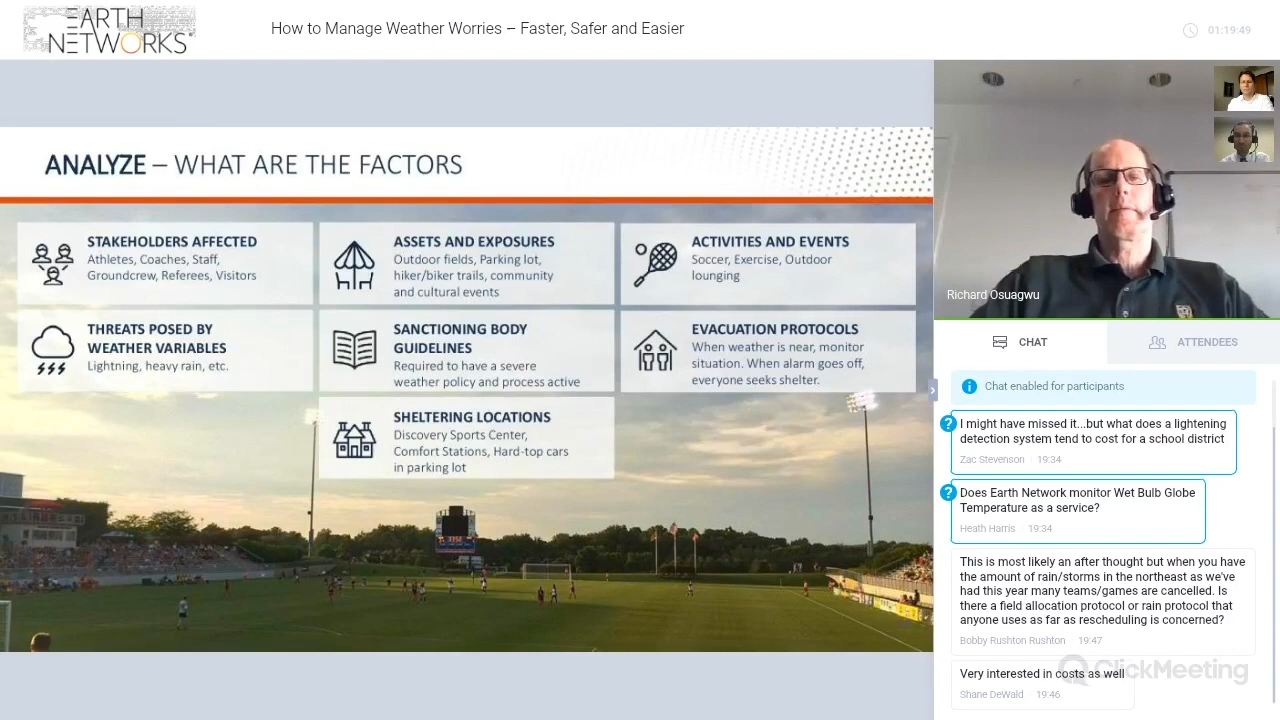 EARTH
NETWORKS
How to Manage Weather Worries – Faster, Safer and Easier
01:19:49
ANALYZE – WHAT ARE THE FACTORS
STAKEHOLDERS AFFECTED
Athletes, Coaches, Staff,
Groundcrew, Referees, Visitors
ASSETS AND EXPOSURES
Outdoor fields, Parking lot,
hiker/biker trails, community
and cultural events
ACTIVITIES AND EVENTS
Soccer, Exercise, Outdoor
lounging
THREATS POSED BY
WEATHER VARIABLES
Lightning, heavy rain, etc.
SANCTIONING BODY
GUIDELINES
Required to have a severe
weather policy and process active
EVACUATION PROTOCOLS
When weather is near, monitor
situation. When alarm goes off,
everyone seeks shelter.
SHELTERING LOCATIONS
Discovery Sports Center,
Comfort Stations, Hard-top cars
in parking lot
Richard Osuagwu
CHAT
ATTENDEES
Chat enabled for participants
I might have missed it...but what does a lightening
detection system tend to cost for a school district
Zac Stevenson 19:34
Does Earth Network monitor Wet Bulb Globe
Temperature as a service?
Heath Harris 19:34
This is most likely an after thought but when you have
the amount of rain/storms in the northeast as we've
had this year many teams/games are cancelled. Is
there a field allocation protocol or rain protocol that
anyone uses as far as rescheduling is concerned?
Bobby Rushton Rushton 19:47
Very interested in costs as well
Shane DeWald 19:46
ClickMeeting